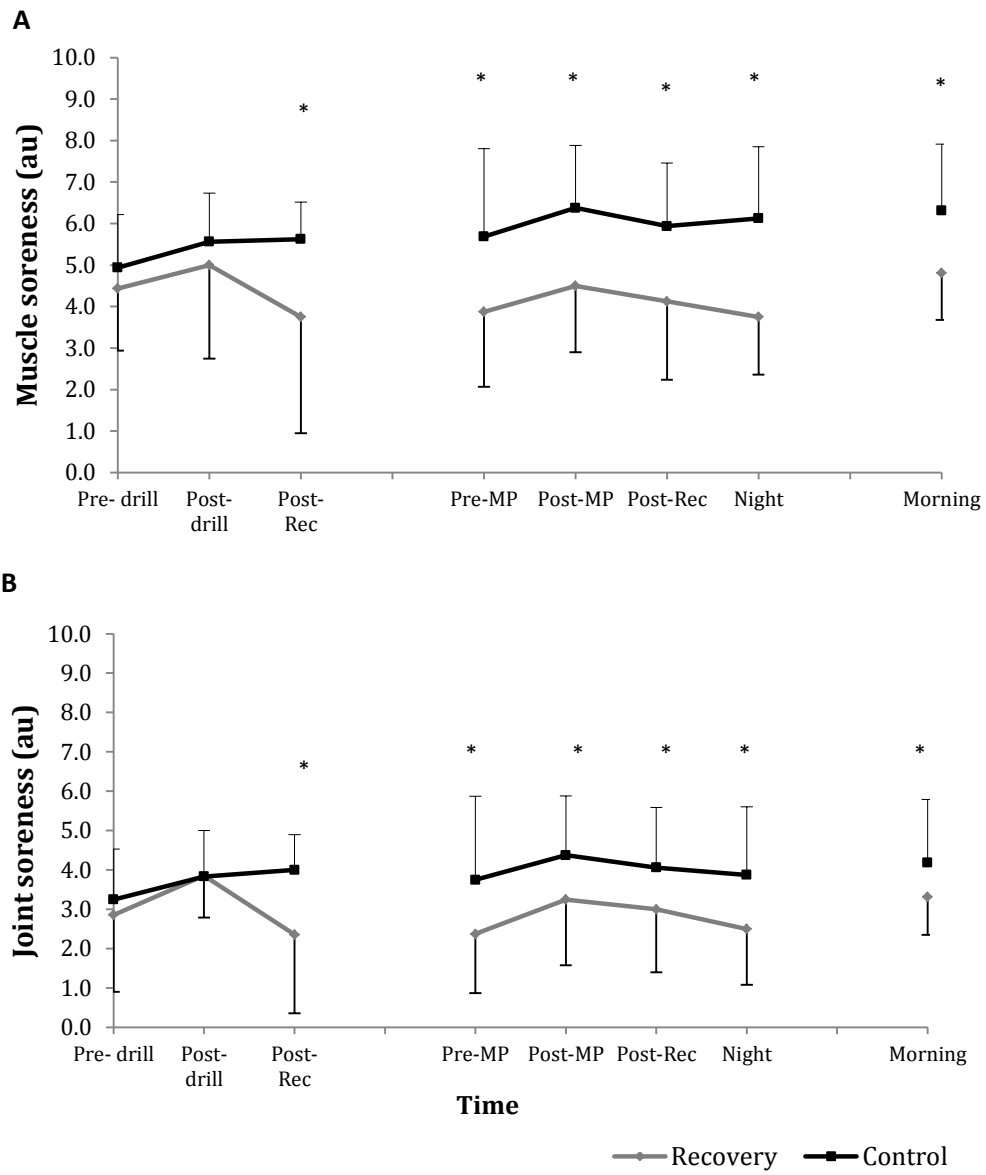 A
Muscle soreness (au)
10.0
9.0
8.0
7.0
6.0
5.0
4.0
3.0
2.0
1.0
0.0
* * * * * *
Pre- drill Post- Post- Pre-MP Post-MP Post-Rec Night Morning
drill Rec
B
Joint soreness (au)
10.0
9.0
8.0
7.0
6.0
5.0
4.0
3.0
2.0
1.0
0.0
* * * * * *
Pre- drill Post- Post- Pre-MP Post-MP Post-Rec Night Morning
drill Rec
Time
Recovery Control